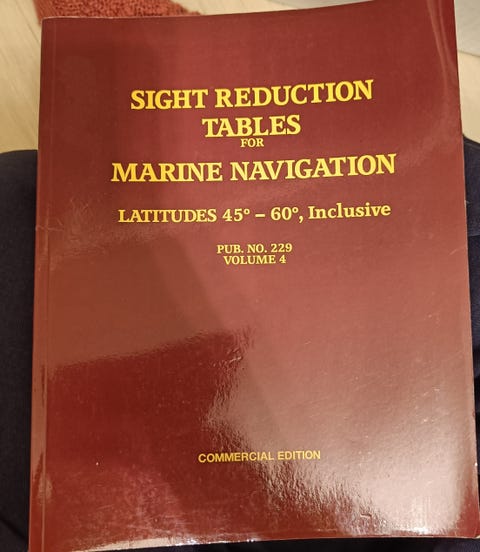 SIGHT REDUCTION
TABLES
FOR
MARINE NAVIGATION
LATITUDES 45° – 60°, Inclusive
PUB. NO. 229
VOLUME 4
COMMERCIAL EDITION